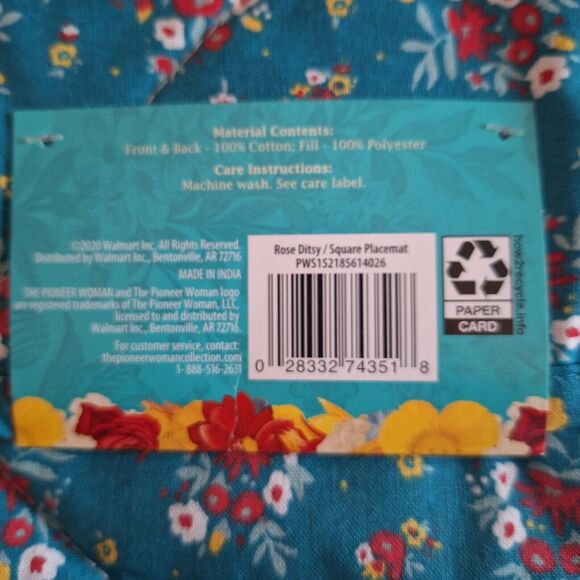 Material Contents:
Front & Back - 100% Cotton; Fill - 100% Polyester
Care Instructions:
Machine wash. See care label.
©2020 Walmart Inc. All Rights Reserved.
Distributed by Walmart Inc., Bentonville, AR 72716
MADE IN INDIA
THE PIONEER WOMAN and The Pioneer Woman logo
are registered trademarks of The Pioneer Woman, LLC,
licensed to and distributed by
Walmart Inc., Bentonville, AR 72716.
For customer service, contact:
thepioneerwomancollection.com
1- 888-516-2631
Rose Ditsy / Square Placemat
PWS152185614026
0 28332 74351 8
PAPER
CARD
how2recycle.info